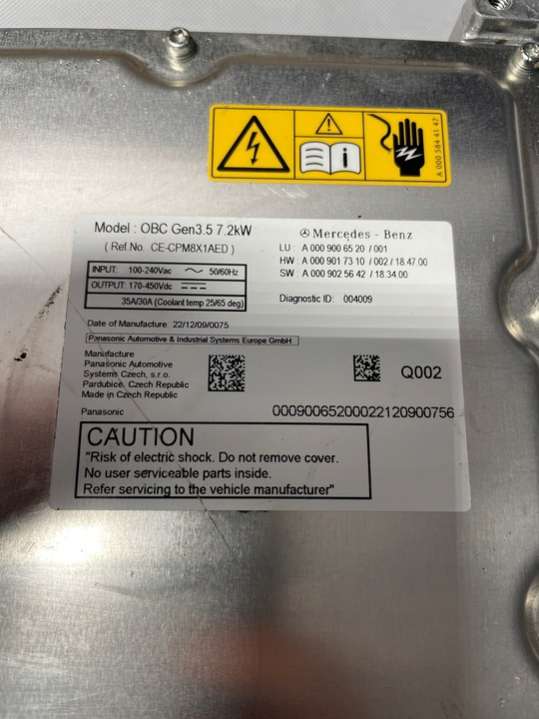 A 000 584 41 42
Model : OBC Gen3.5 7.2kW
( Ref.No. CE-CPM8X1AED )
Mercedes - Benz
LU : A 000 900 65 20 / 001
HW : A 000 901 73 10 / 002 / 18.47.00
SW : A 000 902 56 42 / 18.34.00
INPUT: 100-240Vac 50/60Hz
OUTPUT: 170-450Vdc
35A/30A (Coolant temp 25/65 deg)
Diagnostic ID: 004009
Date of Manufacture : 22/12/09/0075
Panasonic Automotive & Industrial Systems Europe GmbH
Manufacture
Panasonic Automotive
Systems Czech, s.r.o.
Pardubice, Czech Republic
Made in Czech Republic
Q002
Panasonic
00090065200022120900756
CAUTION
"Risk of electric shock. Do not remove cover.
No user serviceable parts inside.
Refer servicing to the vehicle manufacturer"